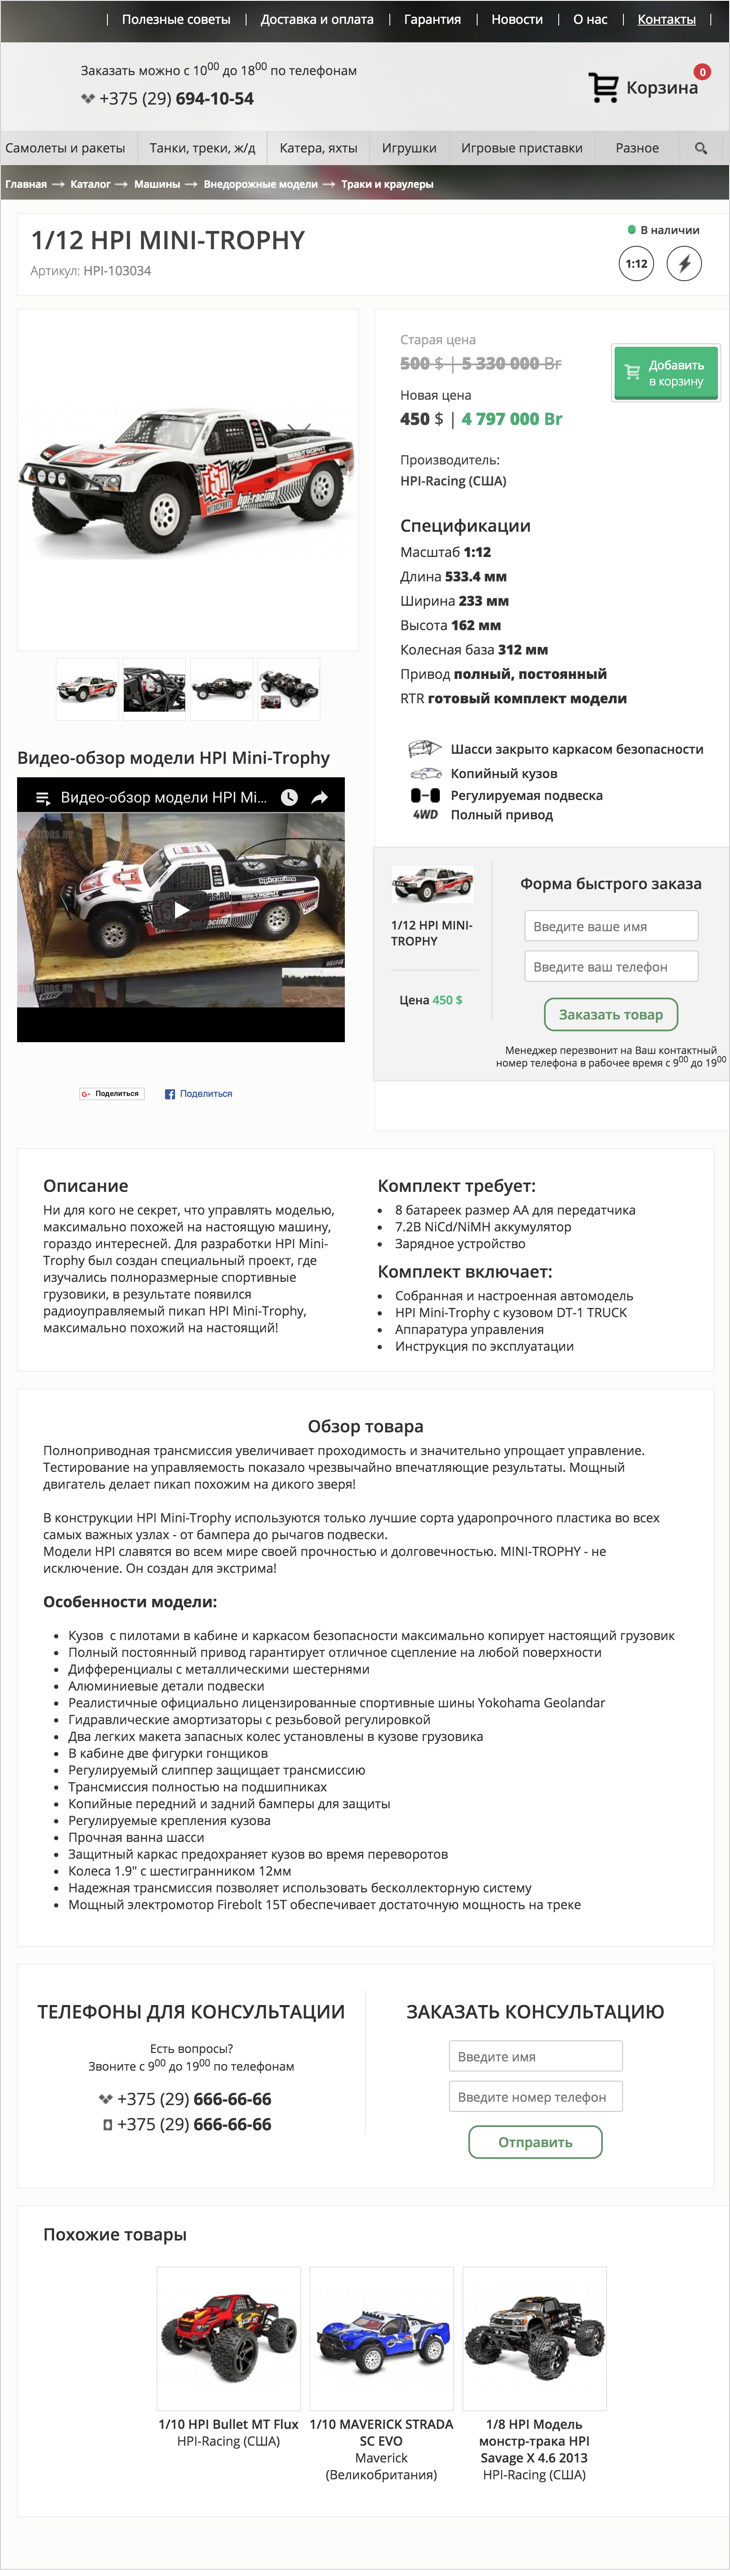 Полезные советы | Доставка и оплата | Гарантия | Новости | О нас | Контакты |
Заказать можно с 10⁰⁰ до 18⁰⁰ по телефонам
+375 (29) 694-10-54
Корзина
0
Самолеты и ракеты
Танки, треки, ж/д
Катера, яхты
Игрушки
Игровые приставки
Разное
Главная → Каталог → Машины → Внедорожные модели → Траки и краулеры
1/12 HPI MINI-TROPHY
Артикул: HPI-103034
В наличии
1:12
Старая цена
500 $ | 5 330 000 Br
Новая цена
450 $ | 4 797 000 Br
Добавить
в корзину
Производитель:
HPI-Racing (США)
Спецификации
Масштаб 1:12
Длина 533.4 мм
Ширина 233 мм
Высота 162 мм
Колесная база 312 мм
Привод полный, постоянный
RTR готовый комплект модели
Шасси закрыто каркасом безопасности
Копийный кузов
Регулируемая подвеска
4WD Полный привод
Видео-обзор модели HPI Mini-Trophy
Видео-обзор модели HPI Mi...
1/12 HPI MINI-
TROPHY
Цена 450 $
Форма быстрого заказа
Введите ваше имя
Введите ваш телефон
Заказать товар
Менеджер перезвонит на Ваш контактный
номер телефона в рабочее время с 9⁰⁰ до 19⁰⁰
G+ Поделиться
Поделиться
Описание
Ни для кого не секрет, что управлять моделью,
максимально похожей на настоящую машину,
гораздо интересней. Для разработки HPI Mini-
Trophy был создан специальный проект, где
изучались полноразмерные спортивные
грузовики, в результате появился
радиоуправляемый пикап HPI Mini-Trophy,
максимально похожий на настоящий!
Комплект требует:
• 8 батареек размер АА для передатчика
• 7.2В NiCd/NiMH аккумулятор
• Зарядное устройство
Комплект включает:
• Собранная и настроенная автомодель
• HPI Mini-Trophy с кузовом DT-1 TRUCK
• Аппаратура управления
• Инструкция по эксплуатации
Обзор товара
Полноприводная трансмиссия увеличивает проходимость и значительно упрощает управление.
Тестирование на управляемость показало чрезвычайно впечатляющие результаты. Мощный
двигатель делает пикап похожим на дикого зверя!
В конструкции HPI Mini-Trophy используются только лучшие сорта ударопрочного пластика во всех
самых важных узлах - от бампера до рычагов подвески.
Модели HPI славятся во всем мире своей прочностью и долговечностью. MINI-TROPHY - не
исключение. Он создан для экстрима!
Особенности модели:
• Кузов с пилотами в кабине и каркасом безопасности максимально копирует настоящий грузовик
• Полный постоянный привод гарантирует отличное сцепление на любой поверхности
• Дифференциалы с металлическими шестернями
• Алюминиевые детали подвески
• Реалистичные официально лицензированные спортивные шины Yokohama Geolandar
• Гидравлические амортизаторы с резьбовой регулировкой
• Два легких макета запасных колес установлены в кузове грузовика
• В кабине две фигурки гонщиков
• Регулируемый слиппер защищает трансмиссию
• Трансмиссия полностью на подшипниках
• Копийные передний и задний бамперы для защиты
• Регулируемые крепления кузова
• Прочная ванна шасси
• Защитный каркас предохраняет кузов во время переворотов
• Колеса 1.9" с шестигранником 12мм
• Надежная трансмиссия позволяет использовать бесколлекторную систему
• Мощный электромотор Firebolt 15T обеспечивает достаточную мощность на треке
ТЕЛЕФОНЫ ДЛЯ КОНСУЛЬТАЦИИ
Есть вопросы?
Звоните с 9⁰⁰ до 19⁰⁰ по телефонам
+375 (29) 666-66-66
+375 (29) 666-66-66
ЗАКАЗАТЬ КОНСУЛЬТАЦИЮ
Введите имя
Введите номер телефон
Отправить
Похожие товары
1/10 HPI Bullet MT Flux
HPI-Racing (США)
1/10 MAVERICK STRADA
SC EVO
Maverick
(Великобритания)
1/8 HPI Модель
монстр-трака HPI
Savage X 4.6 2013
HPI-Racing (США)